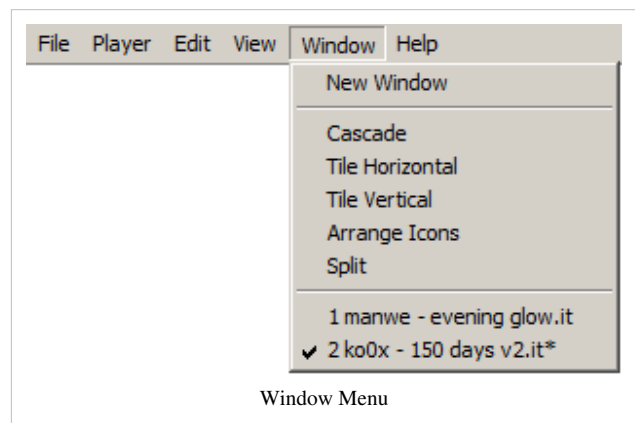 File Player Edit View Window Help
New Window
Cascade
Tile Horizontal
Tile Vertical
Arrange Icons
Split
1 manwe - evening glow.it
2 ko0x - 150 days v2.it*
Window Menu